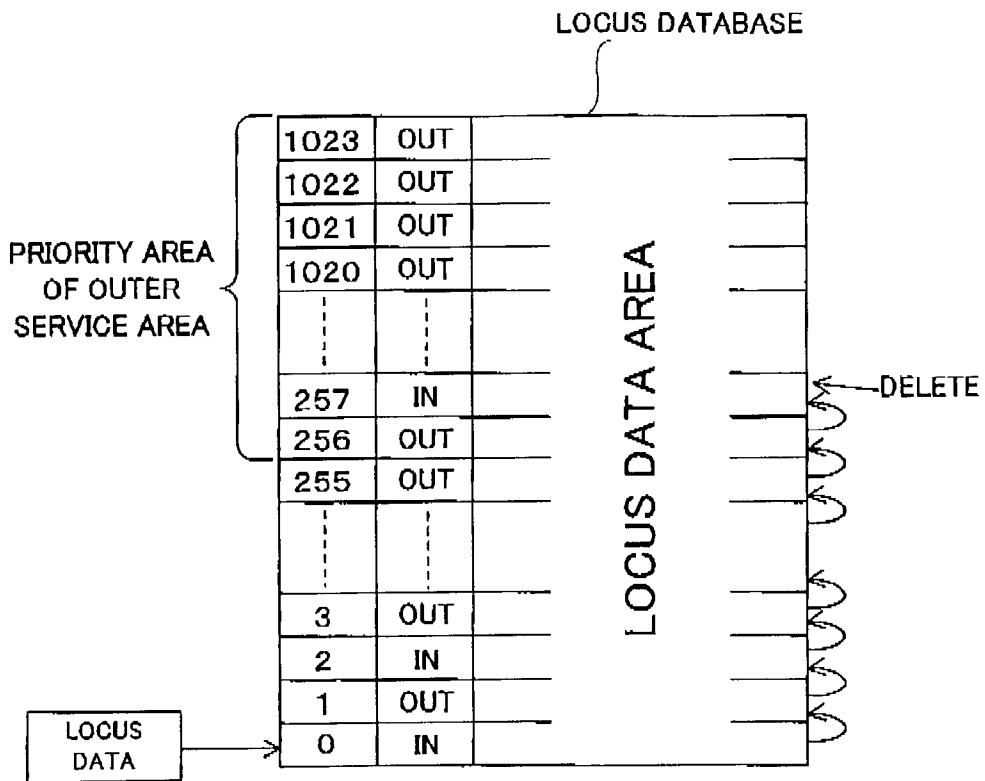 LOCUS DATABASE
1023 OUT
1022 OUT
1021 OUT
1020 OUT
PRIORITY AREA
OF OUTER
SERVICE AREA
257 IN
DELETE
256 OUT
255 OUT
LOCUS DATA AREA
3 OUT
2 IN
1 OUT
0 IN
LOCUS
DATA